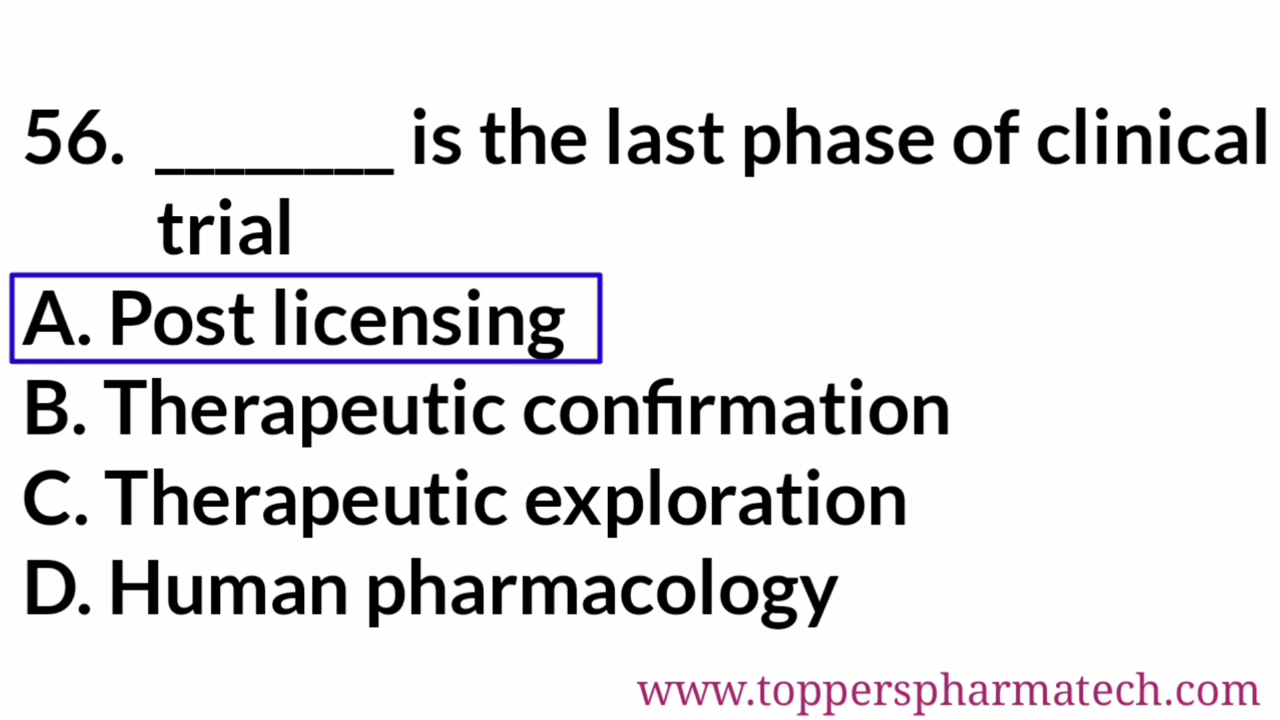 56. ________ is the last phase of clinical
trial
A. Post licensing
B. Therapeutic confirmation
C. Therapeutic exploration
D. Human pharmacology
www.topperspharmatech.com